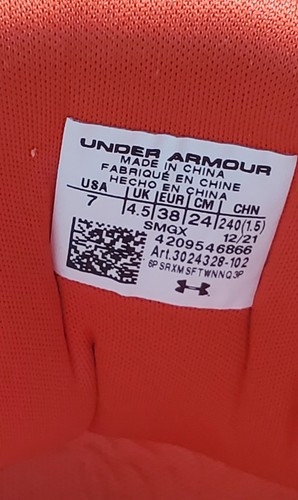 UNDER ARMOUR
MADE IN CHINA
FABRIQUÉ EN CHINE
HECHO EN CHINA
USA UK EUR CM CHN
7 4.5 38 24 240(1.5)
SMGX 12/21
4209546866
Art.3024328-102
6PSRXMSFTWNNQ3P